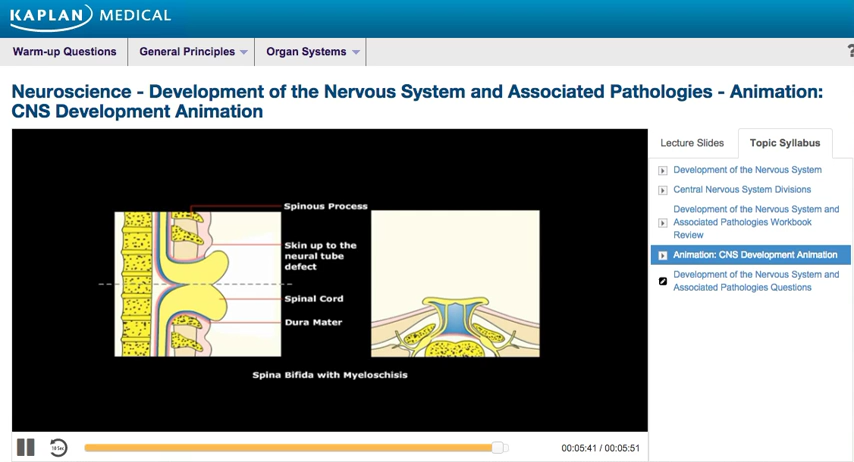 KAPLAN MEDICAL
Warm-up Questions General Principles Organ Systems ?
Neuroscience - Development of the Nervous System and Associated Pathologies - Animation:
CNS Development Animation
Lecture Slides Topic Syllabus
Development of the Nervous System
Central Nervous System Divisions
Development of the Nervous System and
Associated Pathologies Workbook
Review
Animation: CNS Development Animation
Development of the Nervous System and
Associated Pathologies Questions
Spinous Process
Skin up to the
neural tube
defect
Spinal Cord
Dura Mater
Spina Bifida with Myeloschisis
10 Sec
00:05:41 / 00:05:51